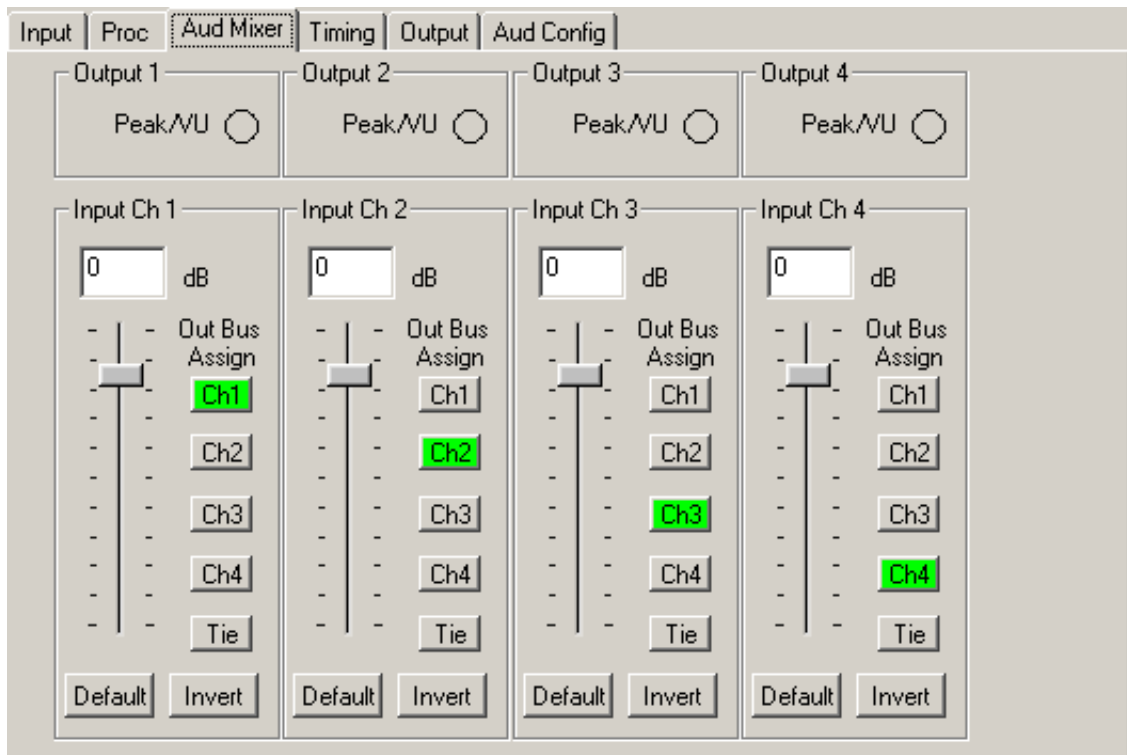 Input Proc Aud Mixer Timing Output Aud Config
Output 1 Output 2 Output 3 Output 4
Peak/VU Peak/VU Peak/VU Peak/VU
Input Ch 1 Input Ch 2 Input Ch 3 Input Ch 4
0 dB 0 dB 0 dB 0 dB
Out Bus Out Bus Out Bus Out Bus
Assign Assign Assign Assign
Ch1 Ch1 Ch1 Ch1
Ch2 Ch2 Ch2 Ch2
Ch3 Ch3 Ch3 Ch3
Ch4 Ch4 Ch4 Ch4
Tie Tie Tie Tie
Default Invert Default Invert Default Invert Default Invert